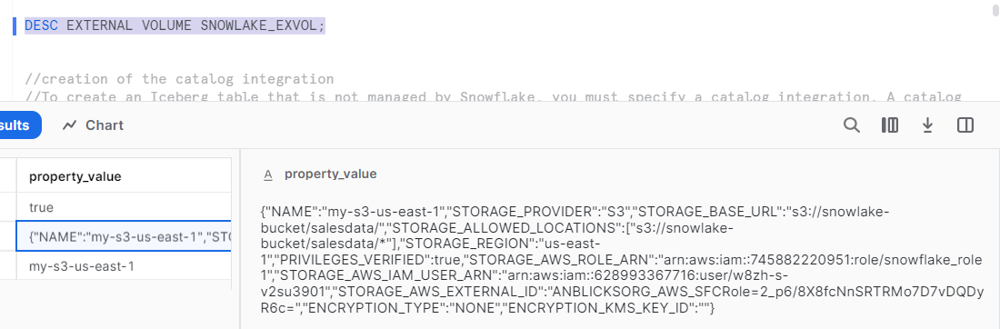 DESC EXTERNAL VOLUME SNOWLAKE_EXVOL;
//creation of the catalog integration
//To create an Iceberg table that is not managed by Snowflake, you must specify a catalog integration. A catalog
sults
Chart
property_value
true
{"NAME":"my-s3-us-east-1","STO
my-s3-us-east-1
A property_value
{"NAME":"my-s3-us-east-1","STORAGE_PROVIDER":"S3","STORAGE_BASE_URL":"s3://snowlake-
bucket/salesdata/","STORAGE_ALLOWED_LOCATIONS":["s3://snowlake-
bucket/salesdata/*"],"STORAGE_REGION":"us-east-
1","PRIVILEGES_VERIFIED":true,"STORAGE_AWS_ROLE_ARN":"arn:aws:iam::745882220951:role/snowflake_role
1","STORAGE_AWS_IAM_USER_ARN":"arn:aws:iam::628993367716:user/w8zh-s-
v2su3901","STORAGE_AWS_EXTERNAL_ID":"ANBLICKSORG_AWS_SFCRole=2_p6/8X8fcNnSRTRMo7D7vDQDy
R6c=","ENCRYPTION_TYPE":"NONE","ENCRYPTION_KMS_KEY_ID":""}